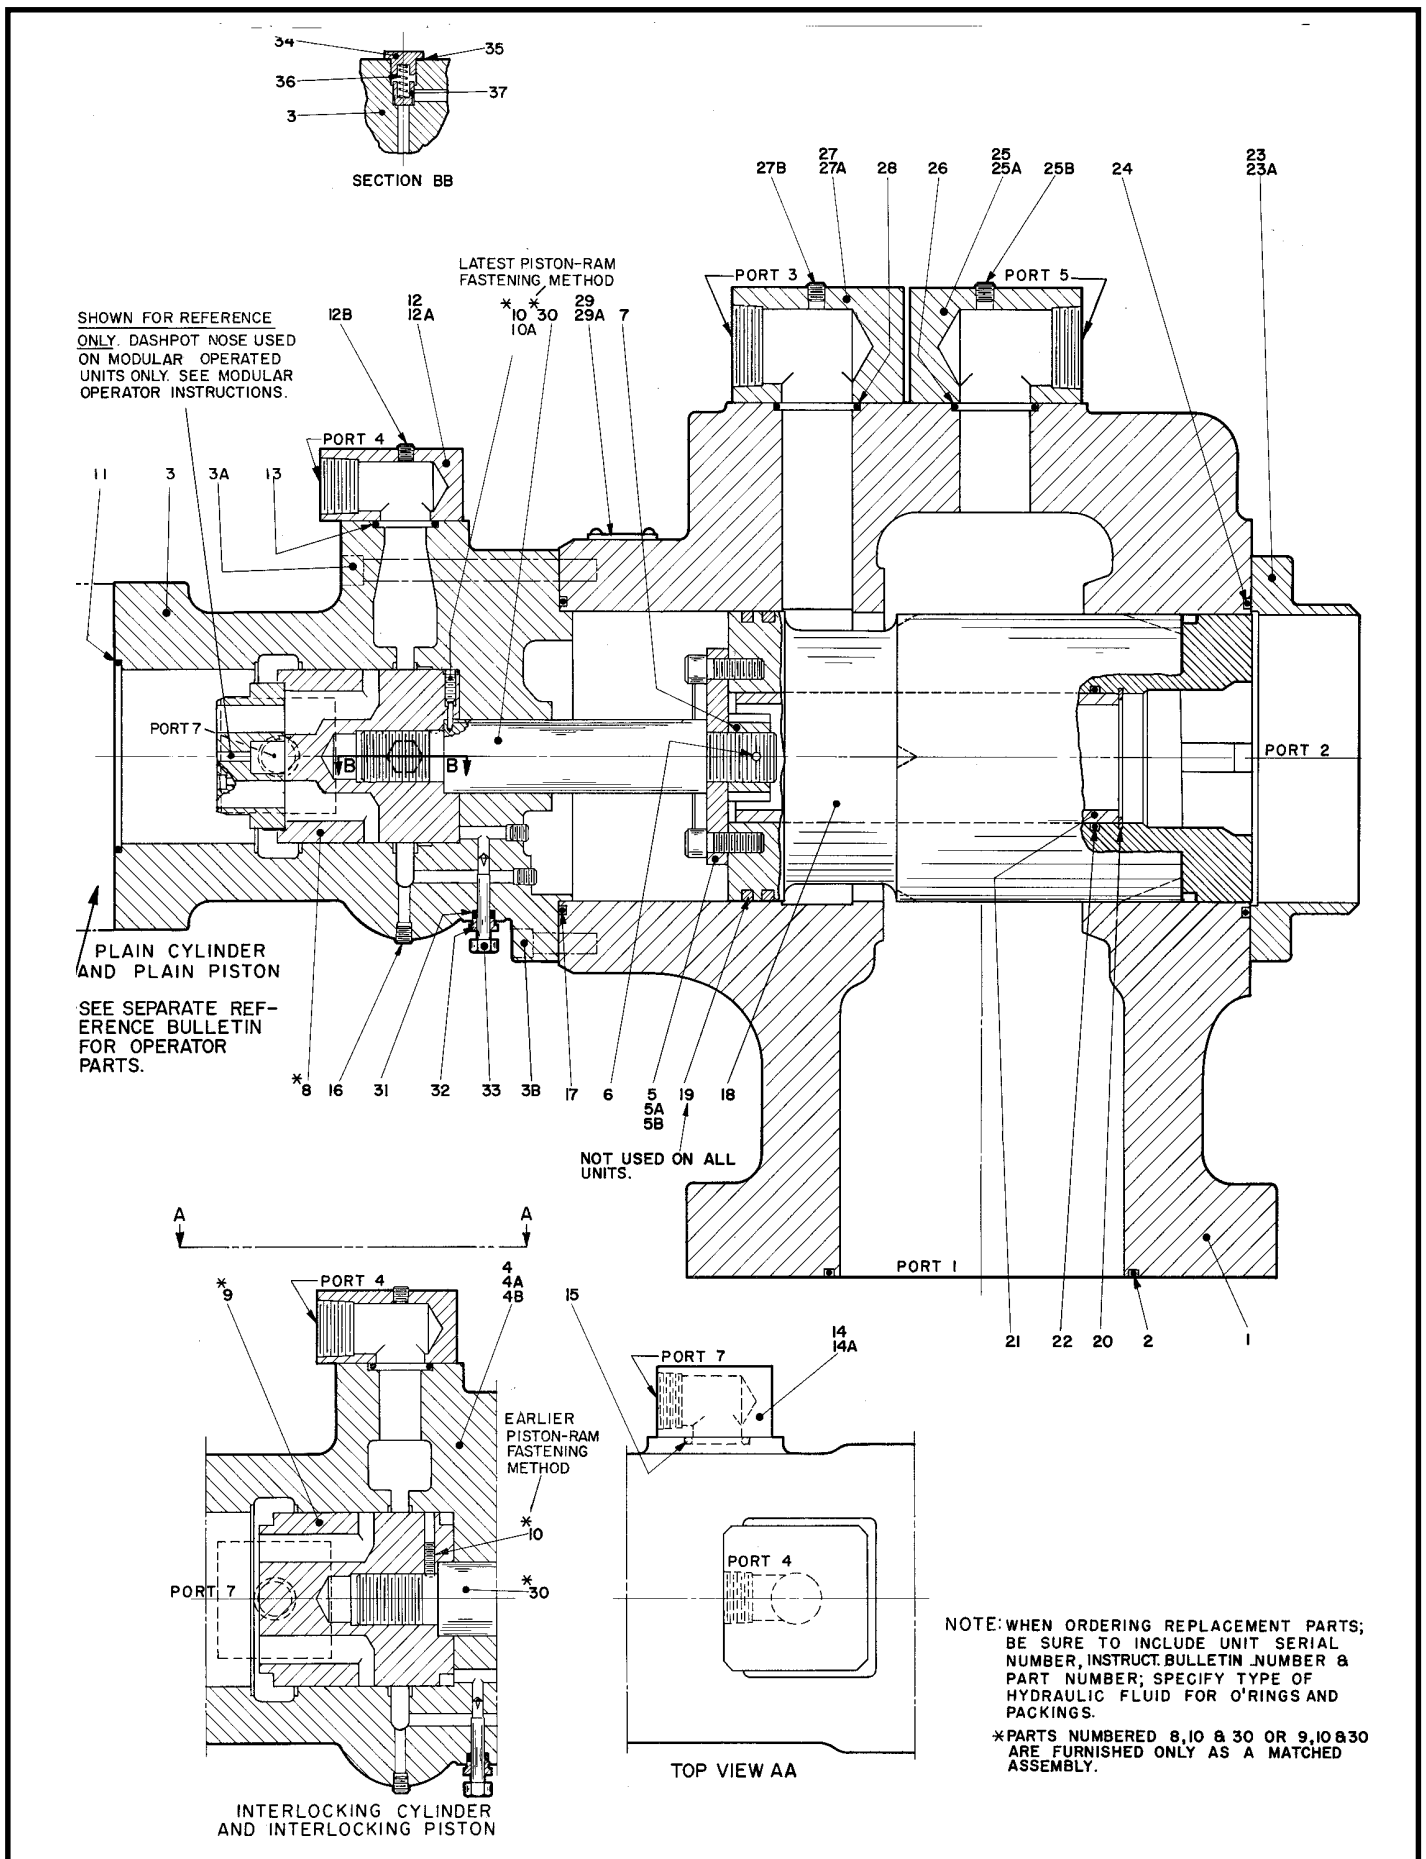 34
35
36
37
3
SECTION BB
27B
27
27A
28
26
25
25A
25B
24
23
23A
PORT 3
PORT 5
LATEST PISTON-RAM
FASTENING METHOD
*10 *30
10A
29
29A
7
12B
12
12A
SHOWN FOR REFERENCE
ONLY. DASHPOT NOSE USED
ON MODULAR OPERATED
UNITS ONLY. SEE MODULAR
OPERATOR INSTRUCTIONS.
PORT 4
11
3
3A
13
PORT 7
B
B
PORT 2
PLAIN CYLINDER
AND PLAIN PISTON
SEE SEPARATE REF-
ERENCE BULLETIN
FOR OPERATOR
PARTS.
*8
16
31
32
33
3B
17
6
5
5A
5B
19
18
NOT USED ON ALL
UNITS.
A
A
PORT 1
21
22
20
2
1
*9
PORT 4
4
4A
4B
15
14
14A
PORT 7
EARLIER
PISTON-RAM
FASTENING
METHOD
*10
*30
PORT 7
PORT 4
TOP VIEW AA
INTERLOCKING CYLINDER
AND INTERLOCKING PISTON
NOTE: WHEN ORDERING REPLACEMENT PARTS;
BE SURE TO INCLUDE UNIT SERIAL
NUMBER, INSTRUCT. BULLETIN NUMBER &
PART NUMBER; SPECIFY TYPE OF
HYDRAULIC FLUID FOR O'RINGS AND
PACKINGS.
*PARTS NUMBERED 8,10 & 30 OR 9,10&30
ARE FURNISHED ONLY AS A MATCHED
ASSEMBLY.